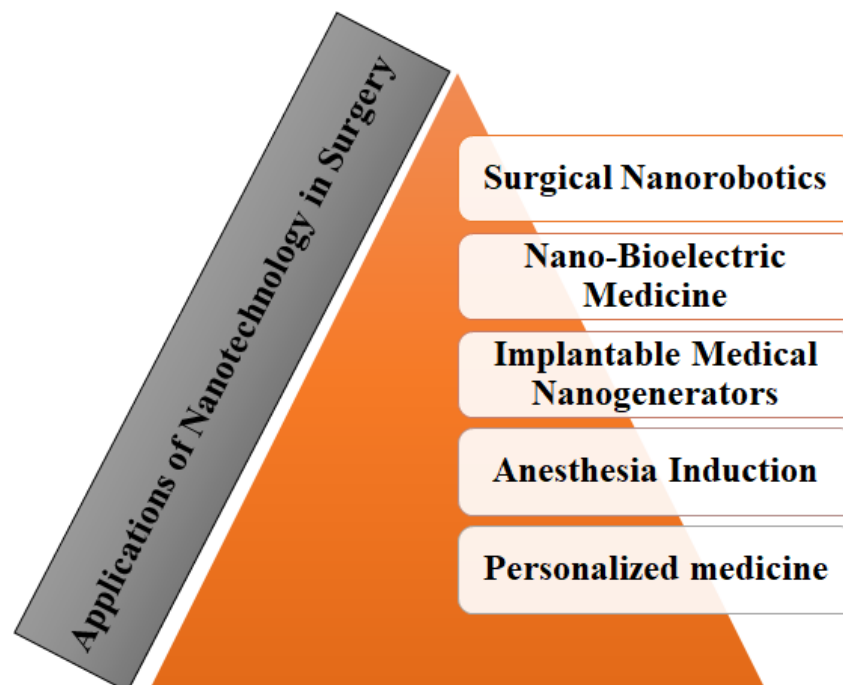 Applications of Nanotechnology in Surgery
Surgical Nanorobotics
Nano-Bioelectric
Medicine
Implantable Medical
Nanogenerators
Anesthesia Induction
Personalized medicine